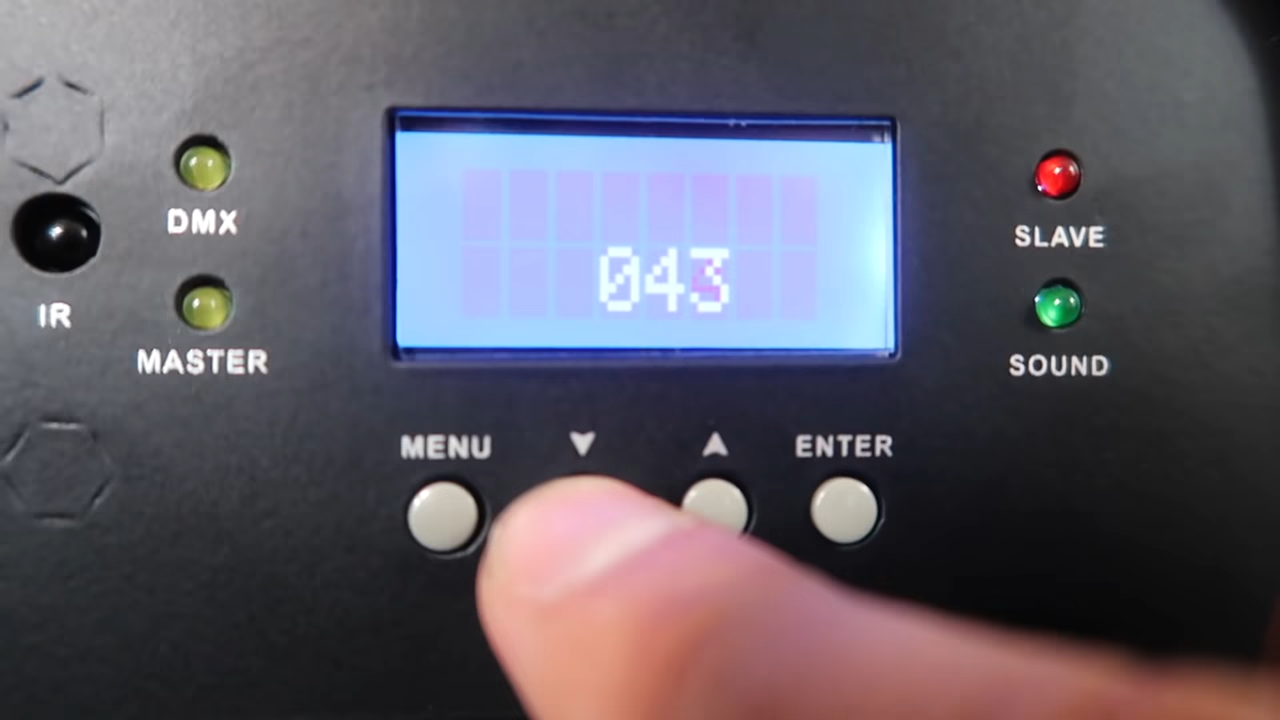 DMX
SLAVE
043
IR
MASTER
SOUND
MENU
ENTER